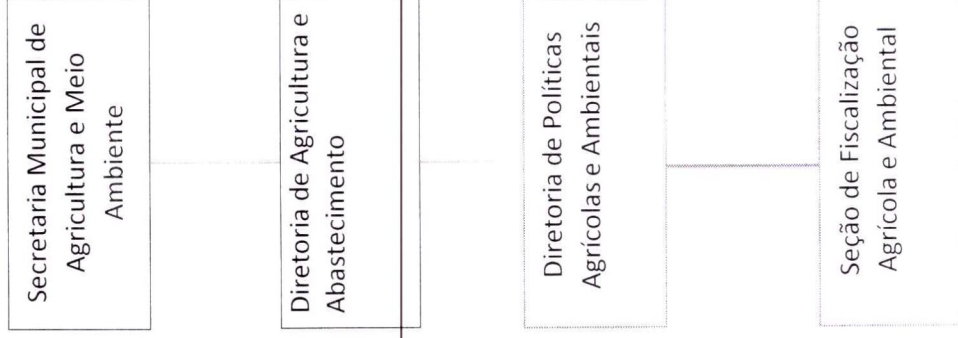 Secretaria Municipal de
Agricultura e Meio
Ambiente
Diretoria de Agricultura e
Abastecimento
Diretoria de Políticas
Agrícolas e Ambientais
Seção de Fiscalização
Agrícola e Ambiental